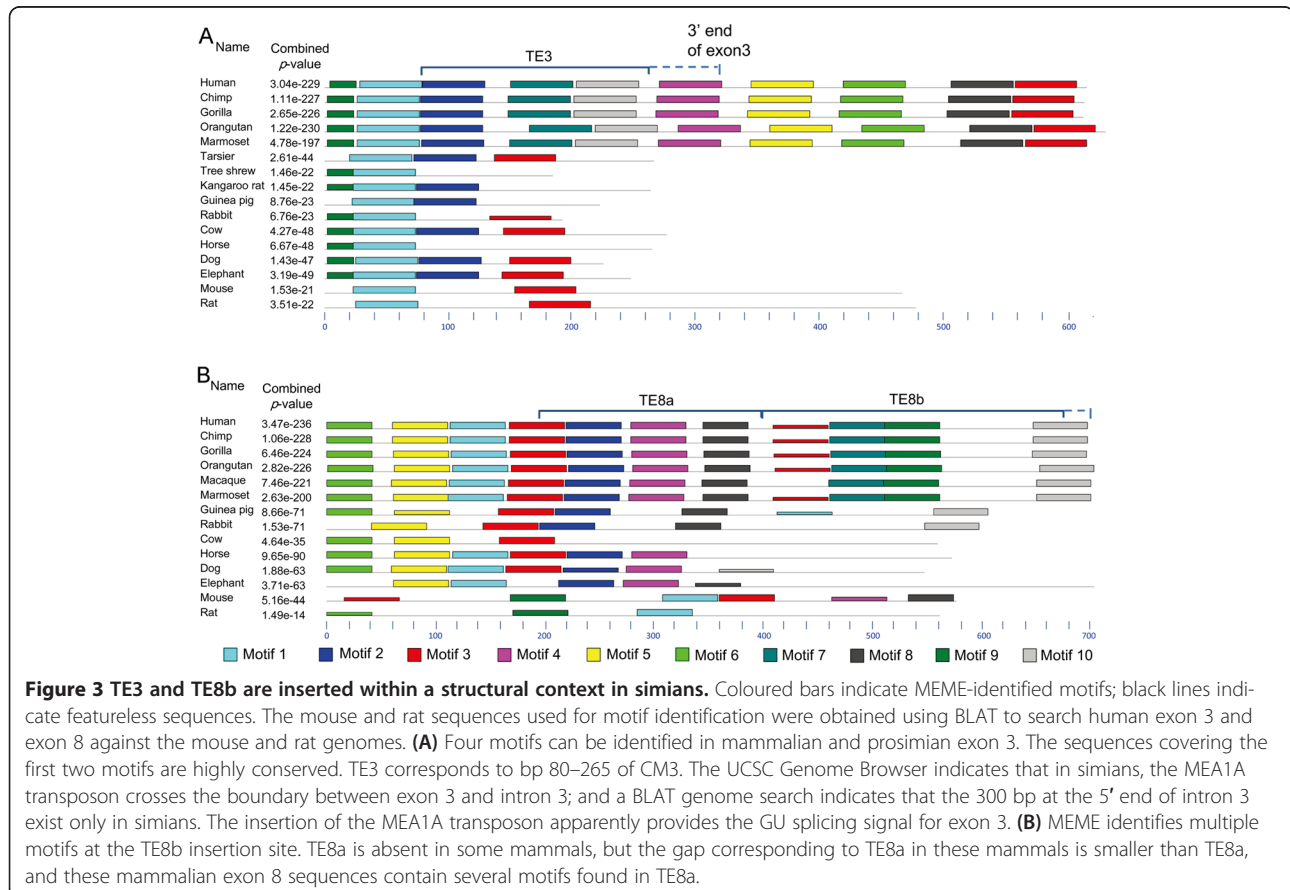 A
Name
Combined
p-value
TE3
3' end
of exon3
Human 3.04e-229
Chimp 1.11e-227
Gorilla 2.65e-226
Orangutan 1.22e-230
Marmoset 4.78e-197
Tarsier 2.61e-44
Tree shrew 1.46e-22
Kangaroo rat 1.45e-22
Guinea pig 8.76e-23
Rabbit 6.76e-23
Cow 4.27e-48
Horse 6.67e-48
Dog 1.43e-47
Elephant 3.19e-49
Mouse 1.53e-21
Rat 3.51e-22
0 100 200 300 400 500 600
B
Name
Combined
p-value
TE8a TE8b
Human 3.47e-236
Chimp 1.06e-228
Gorilla 6.46e-224
Orangutan 2.82e-226
Macaque 7.46e-221
Marmoset 2.63e-200
Guinea pig 8.66e-71
Rabbit 1.53e-71
Cow 4.64e-35
Horse 9.65e-90
Dog 1.88e-63
Elephant 3.71e-63
Mouse 5.16e-44
Rat 1.49e-14
0 100 200 300 400 500 600 700
Motif 1 Motif 2 Motif 3 Motif 4 Motif 5 Motif 6 Motif 7 Motif 8 Motif 9 Motif 10
Figure 3 TE3 and TE8b are inserted within a structural context in simians. Coloured bars indicate MEME-identified motifs; black lines indi-
cate featureless sequences. The mouse and rat sequences used for motif identification were obtained using BLAT to search human exon 3 and
exon 8 against the mouse and rat genomes. (A) Four motifs can be identified in mammalian and prosimian exon 3. The sequences covering the
first two motifs are highly conserved. TE3 corresponds to bp 80–265 of CM3. The UCSC Genome Browser indicates that in simians, the MEA1A
transposon crosses the boundary between exon 3 and intron 3; and a BLAT genome search indicates that the 300 bp at the 5′ end of intron 3
exist only in simians. The insertion of the MEA1A transposon apparently provides the GU splicing signal for exon 3. (B) MEME identifies multiple
motifs at the TE8b insertion site. TE8a is absent in some mammals, but the gap corresponding to TE8a in these mammals is smaller than TE8a,
and these mammalian exon 8 sequences contain several motifs found in TE8a.